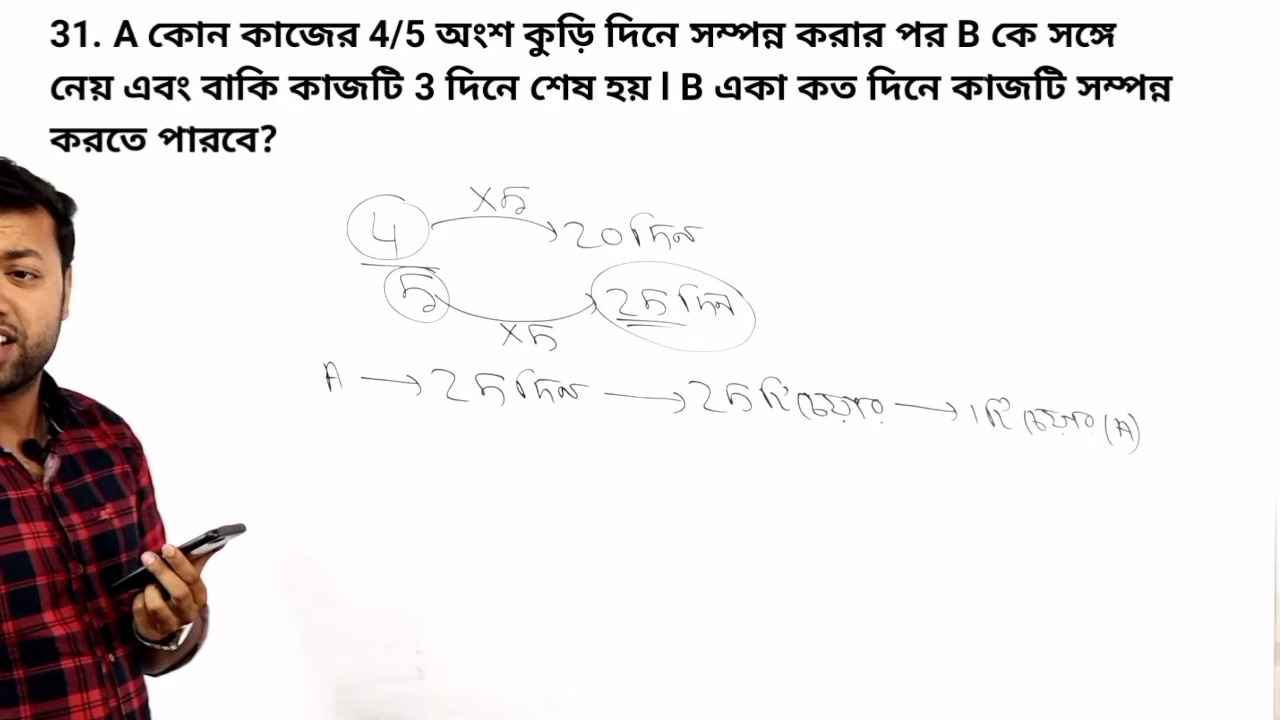 31. A কোন কাজের 4/5 অংশ কুড়ি দিনে সম্পন্ন করার পর B কে সঙ্গে
নেয় এবং বাকি কাজটি 3 দিনে শেষ হয় l B একা কত দিনে কাজটি সম্পন্ন
করতে পারবে?
×5
4 → 20 দিন
5 → 25 দিন
×5
A → 25 দিন → 25 টি চেয়ার → 1টি চেয়ার (A)